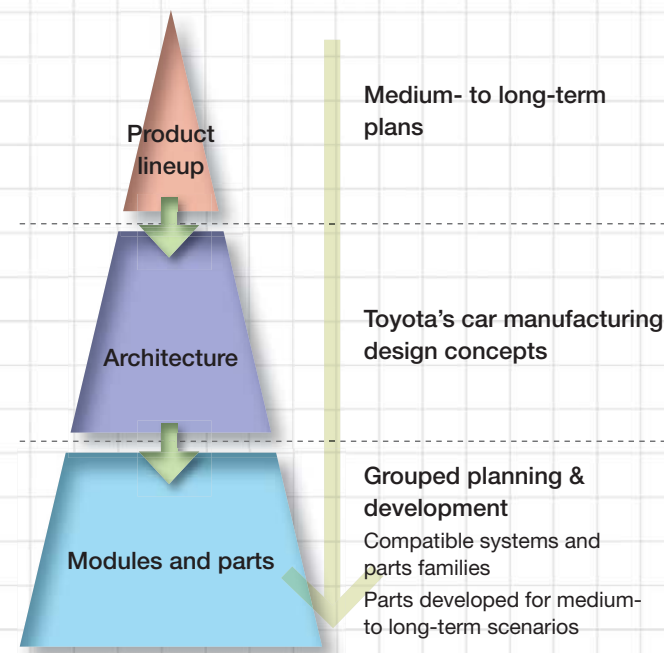 Product
lineup
Medium- to long-term
plans
Architecture
Toyota’s car manufacturing
design concepts
Modules and parts
Grouped planning &
development
Compatible systems and
parts families
Parts developed for medium-
to long-term scenarios